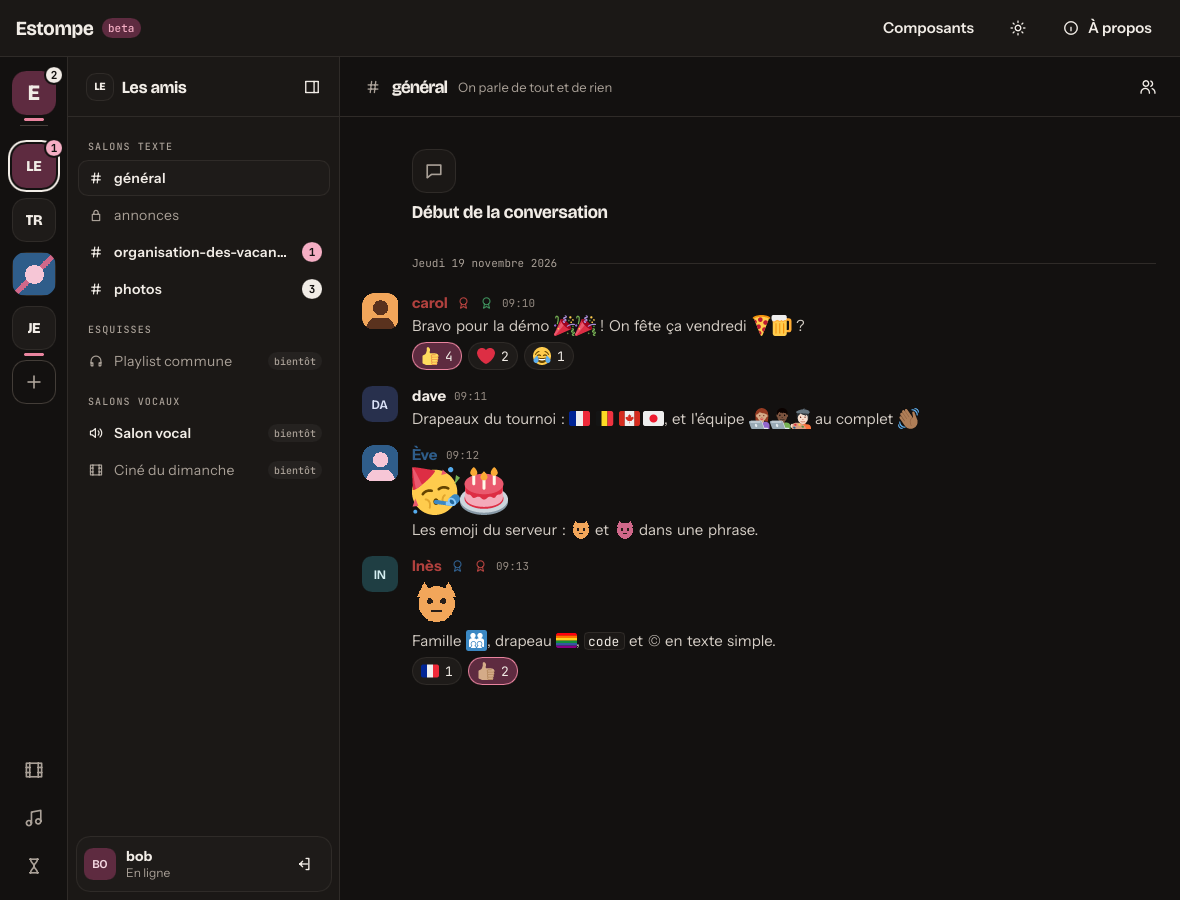 Estompe beta
Composants
À propos
E 2
LE 1
TR
JE
LE Les amis
SALONS TEXTE
# général
annonces
# organisation-des-vacan... 1
# photos 3
ESQUISSES
Playlist commune bientôt
SALONS VOCAUX
Salon vocal bientôt
Ciné du dimanche bientôt
BO bob
En ligne
# général On parle de tout et de rien
Début de la conversation
Jeudi 19 novembre 2026
carol 09:10
Bravo pour la démo 🎉🎉 ! On fête ça vendredi 🍕🍺 ?
👍 4 ❤️ 2 😂 1
DA dave 09:11
Drapeaux du tournoi : 🇫🇷 🇧🇪 🇨🇦 🇯🇵, et l'équipe 👩🏼‍💻👨🏿‍💻🧑🏻‍🎨 au complet 👋🏽
Ève 09:12
🥳🎂
Les emoji du serveur : et dans une phrase.
IN Inès 09:13
Famille 👨‍👩‍👧‍👦, drapeau 🏳️‍🌈, code et © en texte simple.
🇫🇷 1 👍🏼 2